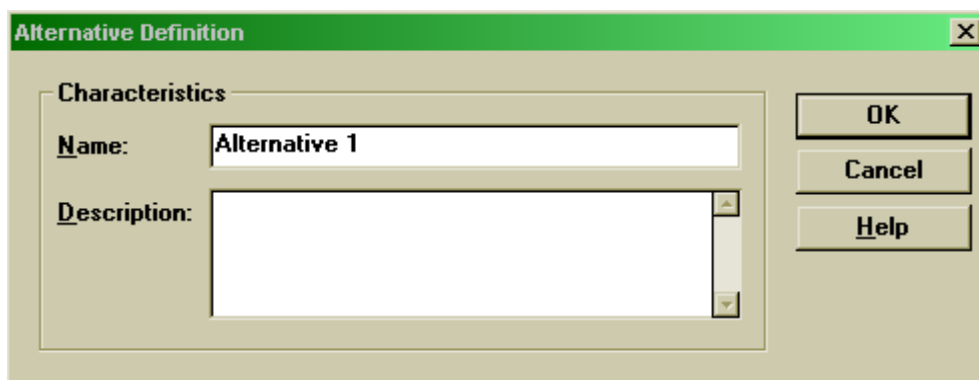 Alternative Definition
Characteristics
Name: Alternative 1
Description:
OK
Cancel
Help